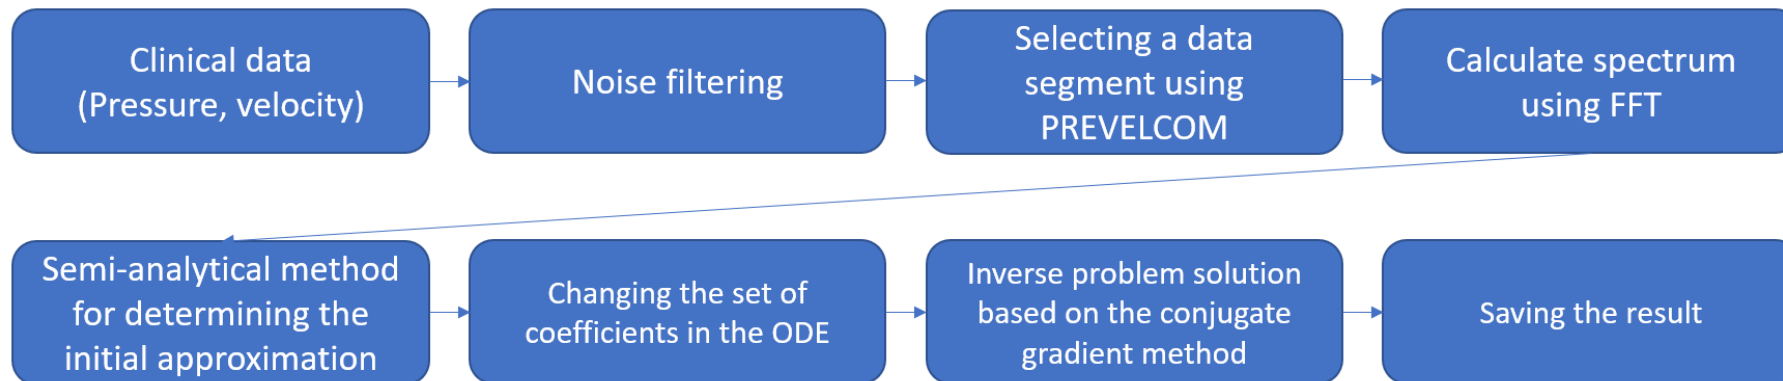 Clinical data
(Pressure, velocity)
Noise filtering
Selecting a data
segment using
PREVELCOM
Calculate spectrum
using FFT
Semi-analytical method
for determining the
initial approximation
Changing the set of
coefficients in the ODE
Inverse problem solution
based on the conjugate
gradient method
Saving the result